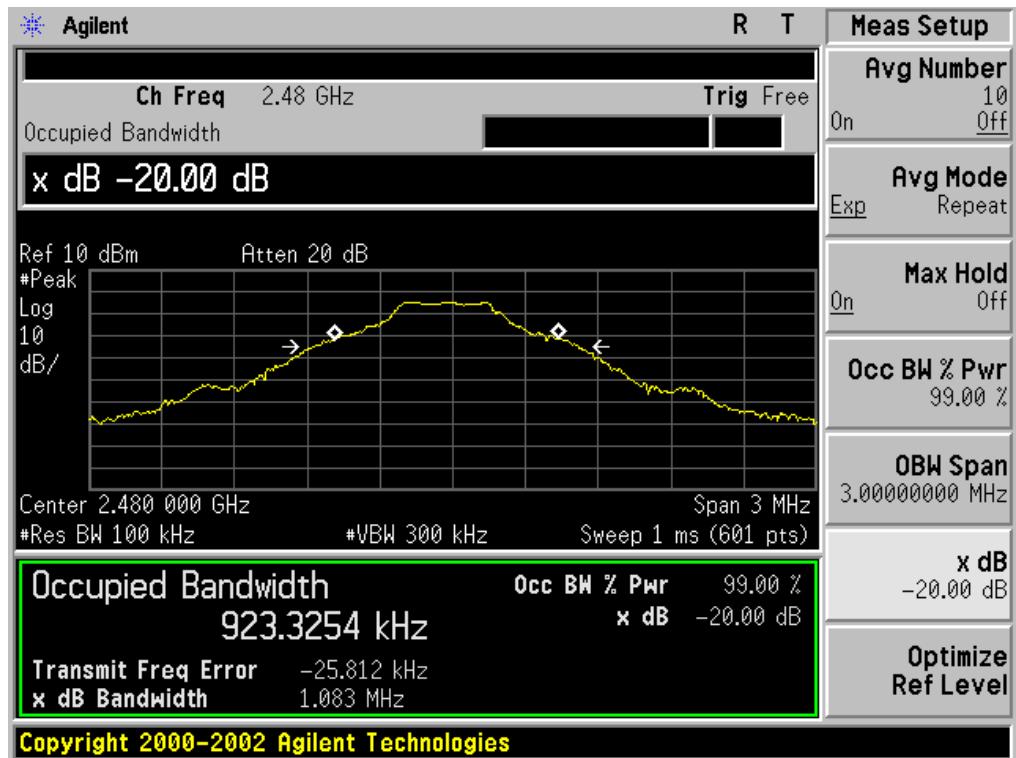 Agilent R T
Ch Freq 2.48 GHz Trig Free
Occupied Bandwidth
x dB -20.00 dB
Ref 10 dBm Atten 20 dB
#Peak
Log
10
dB/
Center 2.480 000 GHz Span 3 MHz
#Res BW 100 kHz #VBW 300 kHz Sweep 1 ms (601 pts)
Occupied Bandwidth Occ BW % Pwr 99.00 %
923.3254 kHz x dB -20.00 dB
Transmit Freq Error -25.812 kHz
x dB Bandwidth 1.083 MHz
Copyright 2000-2002 Agilent Technologies
Meas Setup
Avg Number
10
On Off
Avg Mode
Exp Repeat
Max Hold
On Off
Occ BW % Pwr
99.00 %
OBW Span
3.00000000 MHz
x dB
-20.00 dB
Optimize
Ref Level